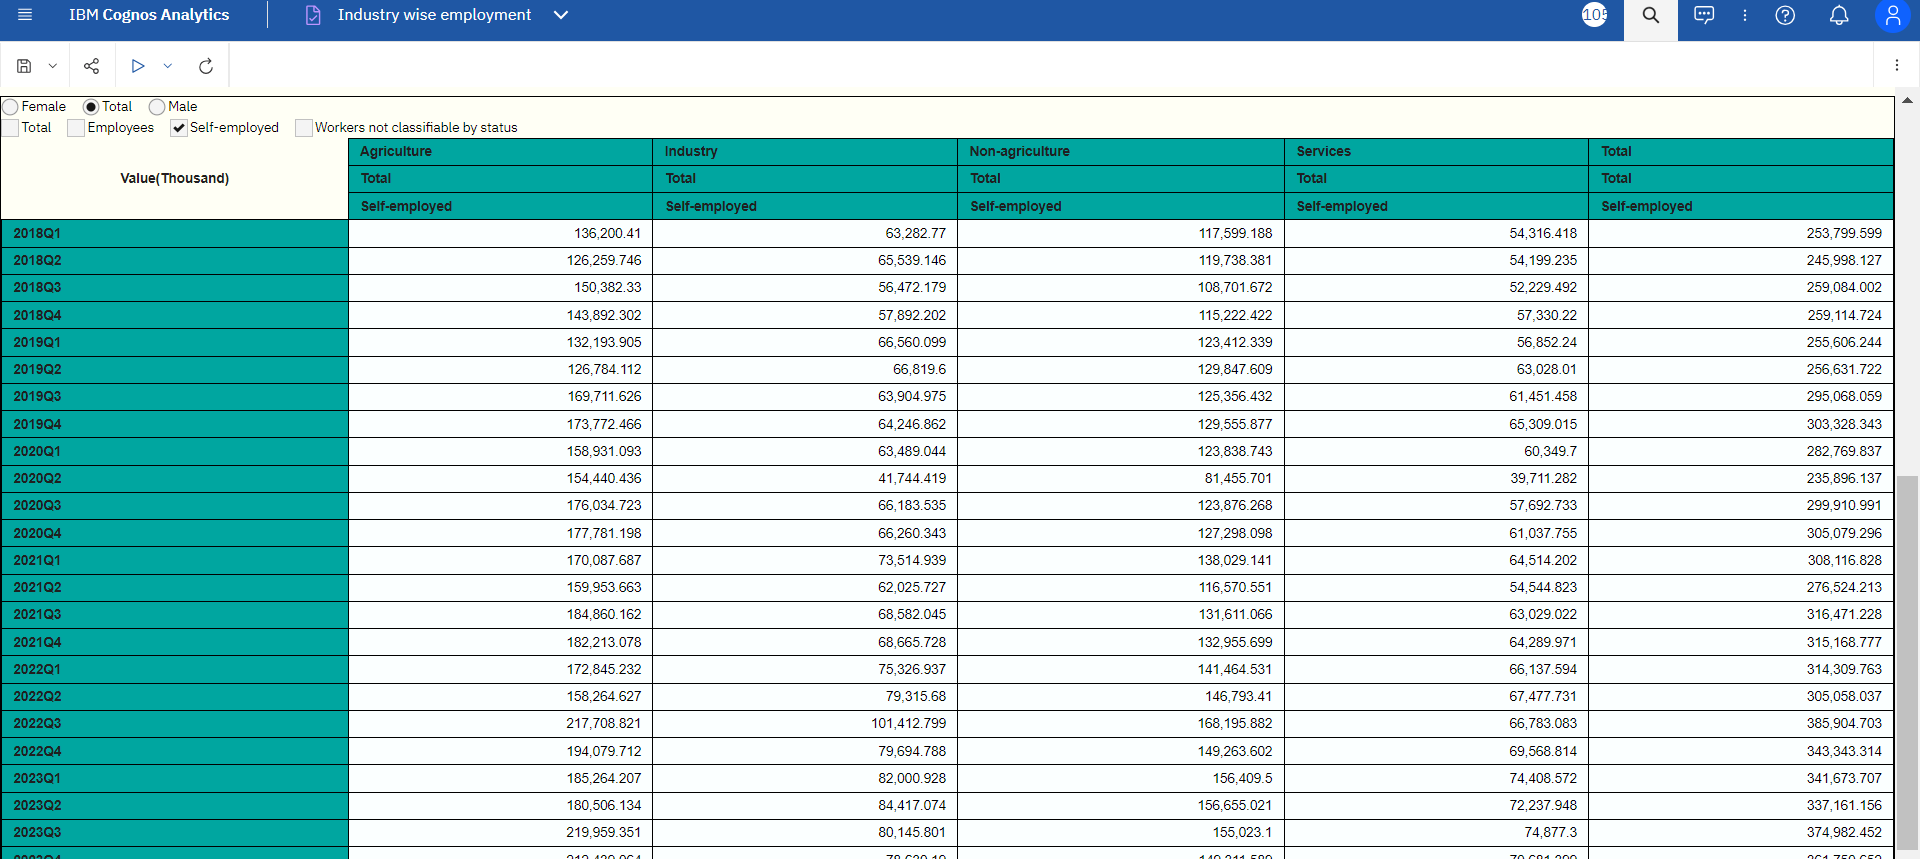 IBM Cognos Analytics Industry wise employment 105
Female Total Male
Total Employees Self-employed Workers not classifiable by status
Value(Thousand)
Agriculture Industry Non-agriculture Services Total
Total Total Total Total Total
Self-employed Self-employed Self-employed Self-employed Self-employed
2018Q1 136,200.41 63,282.77 117,599.188 54,316.418 253,799.599
2018Q2 126,259.746 65,539.146 119,738.381 54,199.235 245,998.127
2018Q3 150,382.33 56,472.179 108,701.672 52,229.492 259,084.002
2018Q4 143,892.302 57,892.202 115,222.422 57,330.22 259,114.724
2019Q1 132,193.905 66,560.099 123,412.339 56,852.24 255,606.244
2019Q2 126,784.112 66,819.6 129,847.609 63,028.01 256,631.722
2019Q3 169,711.626 63,904.975 125,356.432 61,451.458 295,068.059
2019Q4 173,772.466 64,246.862 129,555.877 65,309.015 303,328.343
2020Q1 158,931.093 63,489.044 123,838.743 60,349.7 282,769.837
2020Q2 154,440.436 41,744.419 81,455.701 39,711.282 235,896.137
2020Q3 176,034.723 66,183.535 123,876.268 57,692.733 299,910.991
2020Q4 177,781.198 66,260.343 127,298.098 61,037.755 305,079.296
2021Q1 170,087.687 73,514.939 138,029.141 64,514.202 308,116.828
2021Q2 159,953.663 62,025.727 116,570.551 54,544.823 276,524.213
2021Q3 184,860.162 68,582.045 131,611.066 63,029.022 316,471.228
2021Q4 182,213.078 68,665.728 132,955.699 64,289.971 315,168.777
2022Q1 172,845.232 75,326.937 141,464.531 66,137.594 314,309.763
2022Q2 158,264.627 79,315.68 146,793.41 67,477.731 305,058.037
2022Q3 217,708.821 101,412.799 168,195.882 66,783.083 385,904.703
2022Q4 194,079.712 79,694.788 149,263.602 69,568.814 343,343.314
2023Q1 185,264.207 82,000.928 156,409.5 74,408.572 341,673.707
2023Q2 180,506.134 84,417.074 156,655.021 72,237.948 337,161.156
2023Q3 219,959.351 80,145.801 155,023.1 74,877.3 374,982.452